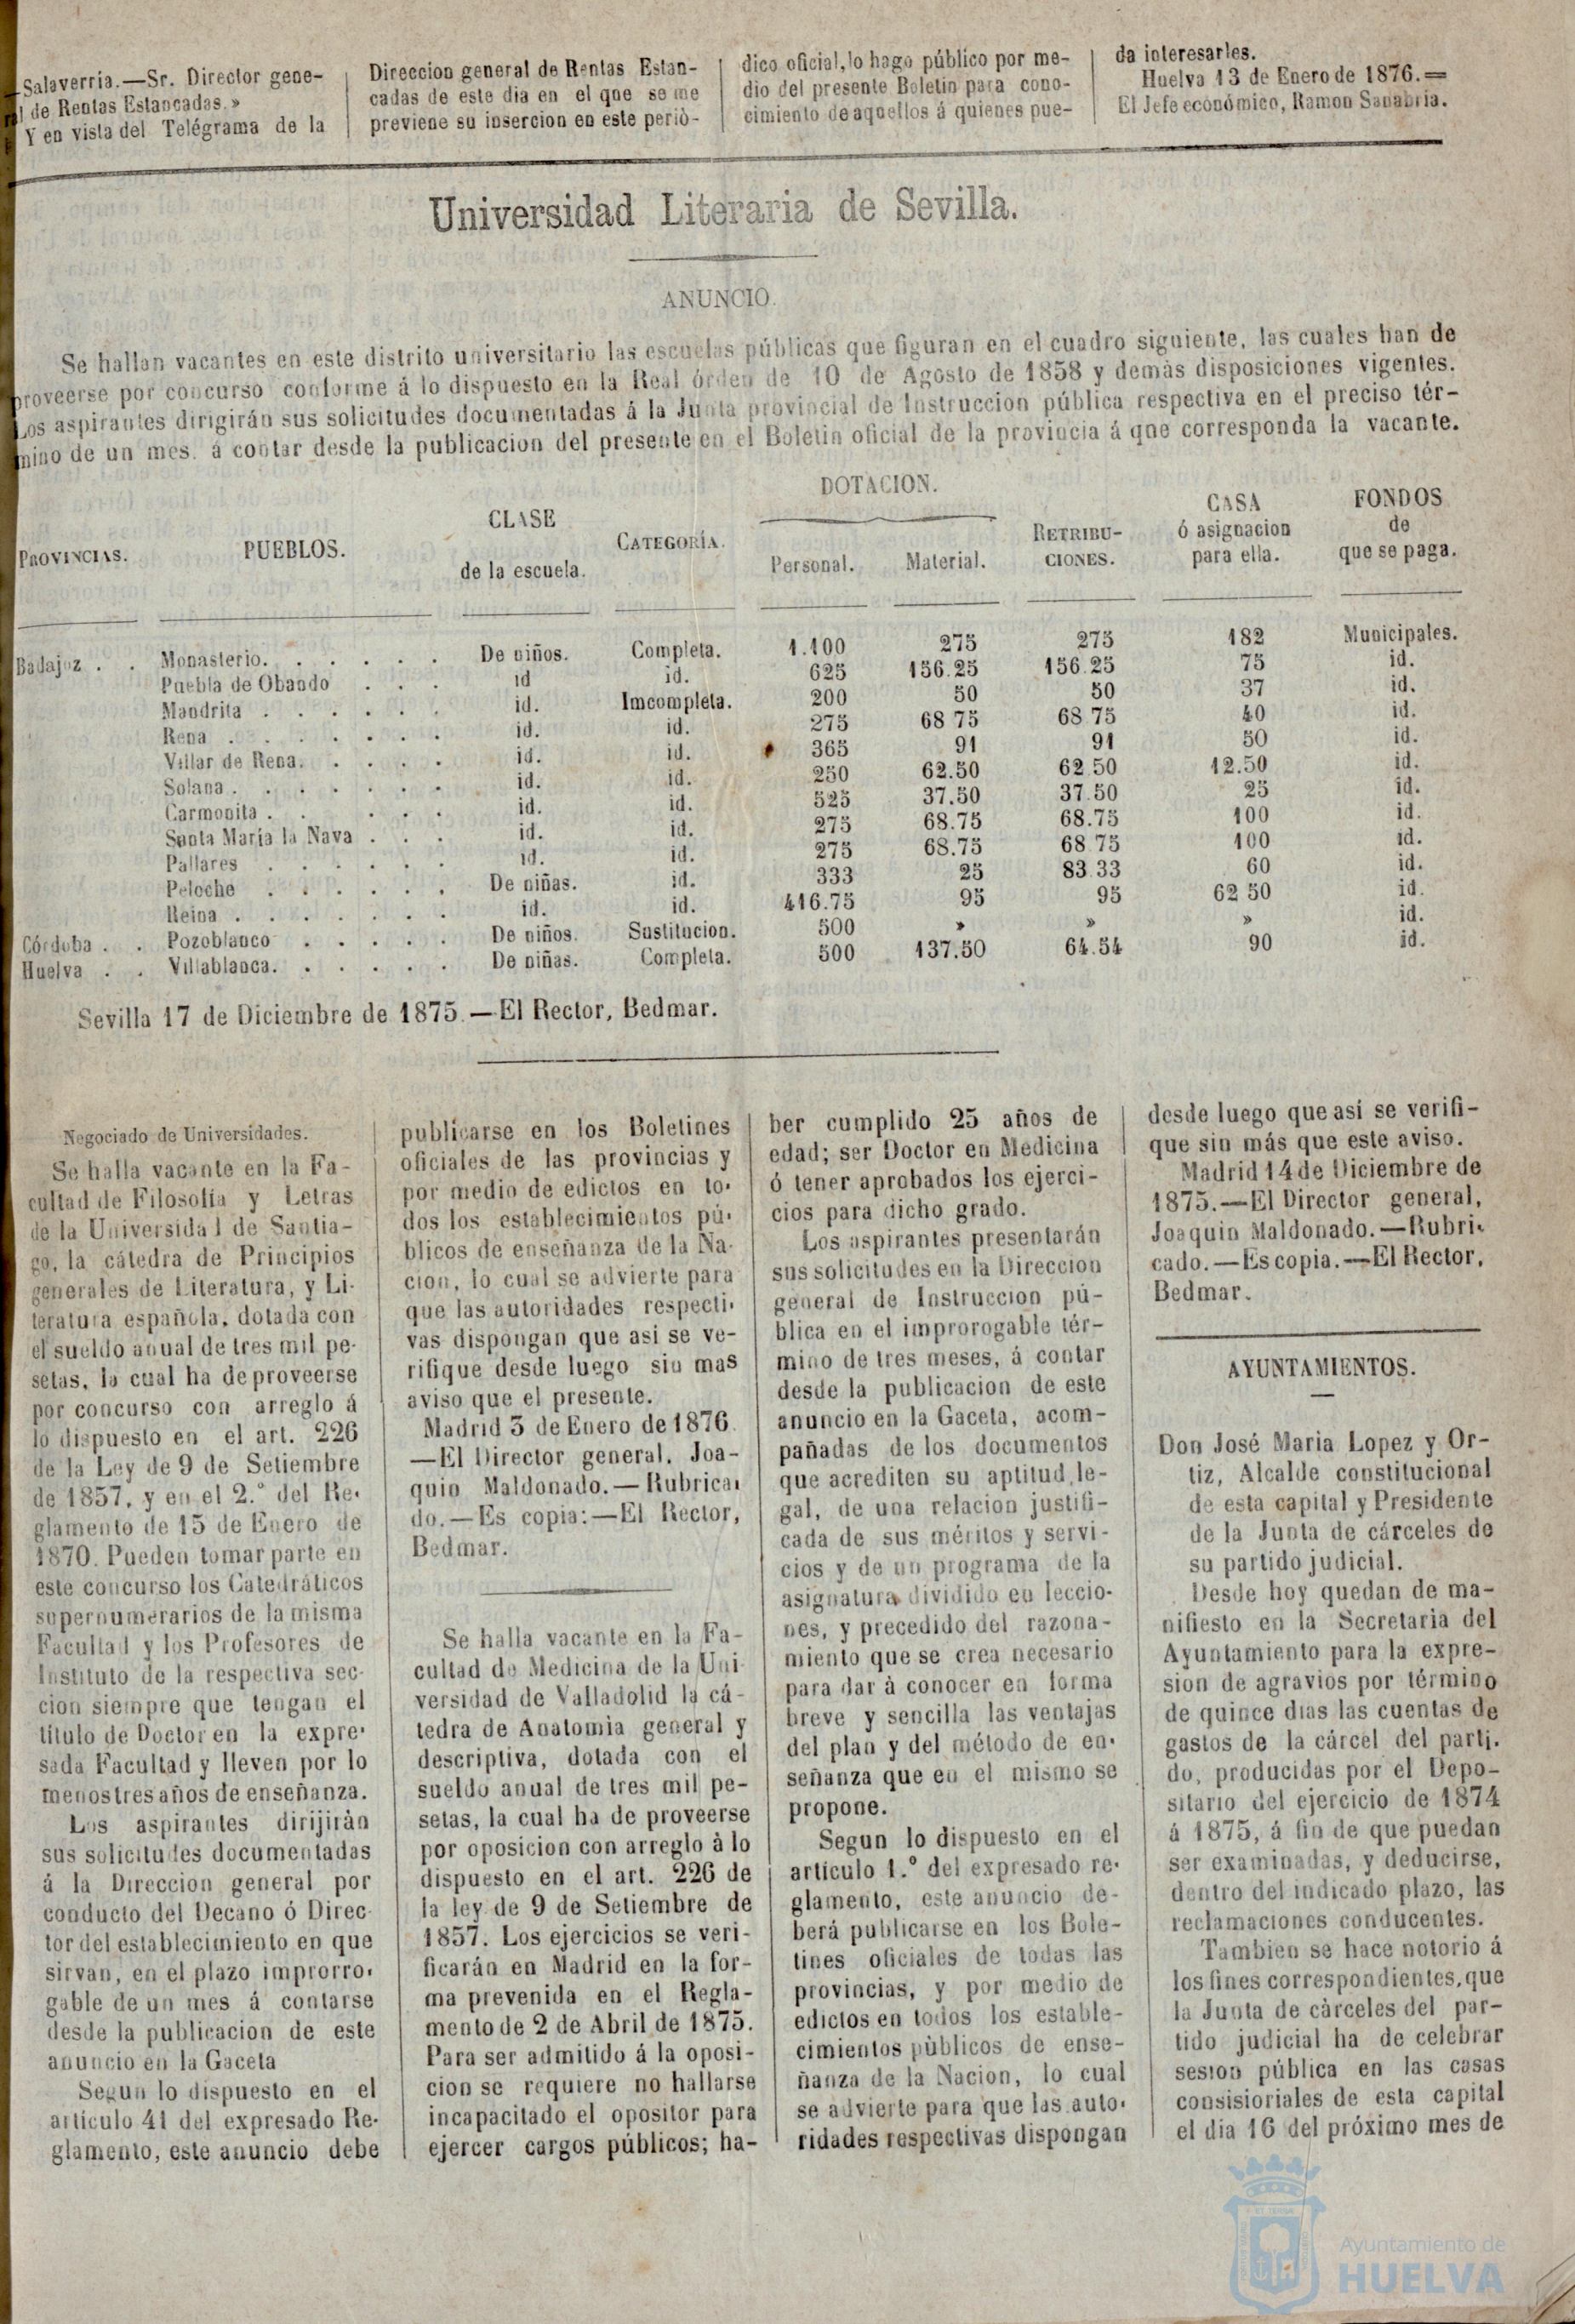 Salaverria.—Sr. Director gene-
ral de Rentas Estancadas.»
Y en vista del Telégrama de la
Direccion general de Rentas Estan-
cadas de este dia en el que se me
previene su insercion en este periò-
dico oficial, lo hago público por me-
dio del presente Boletin para cono-
cimiento de aquellos á quienes pue-
da interesarles.
Huelva 13 de Enero de 1876.=
El Jefe económico, Ramon Sanabria.
Universidad Literaria de Sevilla.
ANUNCIO.
Se hallan vacantes en este distrito universitario las escuelas públicas que figuran en el cuadro siguiente, las cuales han de
proveerse por concurso conforme á lo dispuesto en la Real órden de 10 de Agosto de 1858 y demás disposiciones vigentes.
Los aspirantes dirigirán sus solicitudes documentadas á la Junta provincial de Instruccion pública respectiva en el preciso tér-
mino de un mes. á contar desde la publicacion del presente en el Boletin oficial de la provincia á que corresponda la vacante.
PROVINCIAS. PUEBLOS. CLASE de la escuela. CATEGORÍA. DOTACION. Personal. Material. RETRIBU- CIONES. CASA ó asignacion para ella. FONDOS de que se paga.
Badajoz . . Monasterio. . . . . . De niños. Completa. 1.100 275 275 182 Municipales.
Puebla de Obando . . . id id. 625 156.25 156.25 75 id.
Mandrita . . . . . . id. Imcompleta. 200 50 50 37 id.
Rena . . . . . . . id. id. 275 68 75 68 75 40 id.
Villar de Rena. . . . . id. id. 365 91 91 50 id.
Solana . . . . . . . id. id. 250 62.50 62 50 12.50 id.
Carmonita . . . . . id. id. 525 37.50 37.50 25 id.
Santa María la Nava . . . id. id. 275 68.75 68.75 100 id.
Pallares . . . . . . id. id. 275 68.75 68 75 100 id.
Peloche . . . . . . De niñas. id. 333 25 83.33 60 id.
Reina . . . . . . . id. id. 416.75 95 95 62 50 id.
Córdoba . . Pozoblanco . . . . . De niños. Sustitucion. 500 » » » id.
Huelva . . Villablanca. . . . . . De niñas. Completa. 500 137.50 64.54 90 id.
Sevilla 17 de Diciembre de 1875.—El Rector, Bedmar.
Negociado de Universidades.
Se halla vacante en la Fa-
cultad de Filosofia y Letras
de la Universidad de Santia-
go, la cátedra de Principios
generales de Literatura, y Li-
teratura española, dotada con
el sueldo anual de tres mil pe-
setas, la cual ha de proveerse
por concurso con arreglo á
lo dispuesto en el art. 226
de la Ley de 9 de Setiembre
de 1857, y en el 2.º del Re-
glamento de 15 de Enero de
1870. Pueden tomar parte en
este concurso los Catedráticos
supernumerarios de la misma
Facultad y los Profesores de
Instituto de la respectiva sec-
cion siempre que tengan el
título de Doctor en la expre-
sada Facultad y lleven por lo
menos tres años de enseñanza.
Los aspirantes dirijiràn
sus solicitudes documentadas
á la Direccion general por
conducto del Decano ó Direc-
tor del establecimiento en que
sirvan, en el plazo improrro-
gable de un mes á contarse
desde la publicacion de este
anuncio en la Gaceta
Segun lo dispuesto en el
artículo 41 del expresado Re-
glamento, este anuncio debe
publicarse en los Boletines
oficiales de las provincias y
por medio de edictos en to-
dos los establecimientos pú-
blicos de enseñanza de la Na-
cion, lo cual se advierte para
que las autoridades respecti-
vas dispongan que asi se ve-
rifique desde luego sin mas
aviso que el presente.
Madrid 3 de Enero de 1876.
—El Director general, Joa-
quin Maldonado.—Rubrica-
do.—Es copia:—El Rector,
Bedmar.
Se halla vacante en la Fa-
cultad de Medicina de la Uni
versidad de Valladolid la cá-
tedra de Anatomia general y
descriptiva, dotada con el
sueldo anual de tres mil pe-
setas, la cual ha de proveerse
por oposicion con arreglo à lo
dispuesto en el art. 226 de
la ley de 9 de Setiembre de
1857. Los ejercicios se veri-
ficarán en Madrid en la for-
ma prevenida en el Regla-
mento de 2 de Abril de 1875.
Para ser admitido á la oposi-
cion se requiere no hallarse
incapacitado el opositor para
ejercer cargos públicos; ha-
ber cumplido 25 años de
edad; ser Doctor en Medicina
ó tener aprobados los ejerci-
cios para dicho grado.
Los aspirantes presentarán
sus solicitudes en la Direccion
general de Instruccion pú-
blica en el improrogable tér-
mino de tres meses, á contar
desde la publicacion de este
anuncio en la Gaceta, acom-
pañadas de los documentos
que acrediten su aptitud le-
gal, de una relacion justifi-
cada de sus méritos y servi-
cios y de un programa de la
asignatura dividido en leccio-
nes, y precedido del razona-
miento que se crea necesario
para dar à conocer en forma
breve y sencilla las ventajas
del plan y del método de en-
señanza que en el mismo se
propone.
Segun lo dispuesto en el
artículo 1.º del expresado re-
glamento, este anuncio de-
berá publicarse en los Bole-
tines oficiales de todas las
provincias, y por medio de
edictos en todos los estable-
cimientos pùblicos de ense-
ñanza de la Nacion, lo cual
se advierte para que las auto-
ridades respectivas dispongan
desde luego que así se verifi-
que sin más que este aviso.
Madrid 14 de Diciembre de
1875.—El Director general,
Joaquin Maldonado.—Rubri-
cado.—Es copia.—El Rector,
Bedmar.
AYUNTAMIENTOS.
Don José Maria Lopez y Or-
tiz, Alcalde constitucional
de esta capital y Presidente
de la Junta de cárceles de
su partido judicial.
Desde hoy quedan de ma-
nifiesto en la Secretaria del
Ayuntamiento para la expre-
sion de agravios por término
de quince dias las cuentas de
gastos de la cárcel del parti-
do, producidas por el Depo-
sitario del ejercicio de 1874
á 1875, á fin de que puedan
ser examinadas, y deducirse,
dentro del indicado plazo, las
reclamaciones conducentes.
Tambien se hace notorio á
los fines correspondientes, que
la Junta de càrceles del par-
tido judicial ha de celebrar
sesion pública en las casas
consisioriales de esta capital
el dia 16 del próximo mes de
Ayuntamiento de
HUELVA